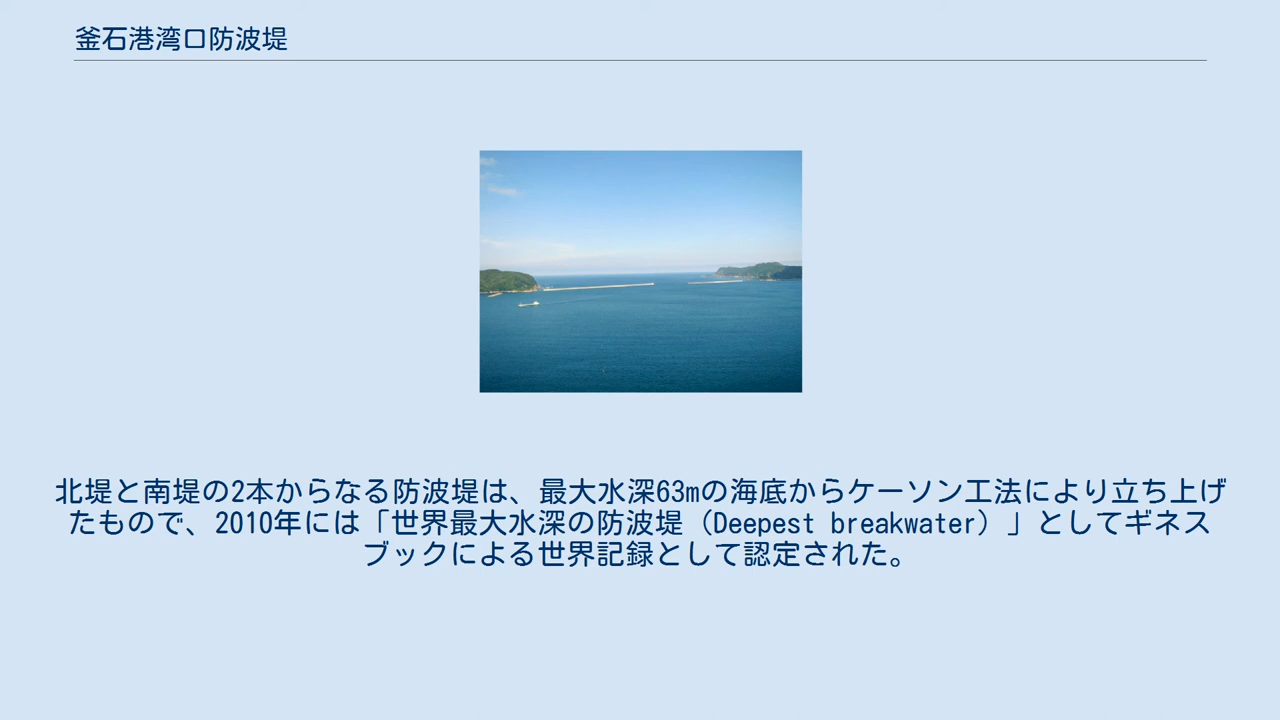 釜石港湾口防波堤
北堤と南堤の2本からなる防波堤は、最大水深63mの海底からケーソン工法により立ち上げ
たもので、2010年には「世界最大水深の防波堤（Deepest breakwater）」としてギネス
ブックによる世界記録として認定された。